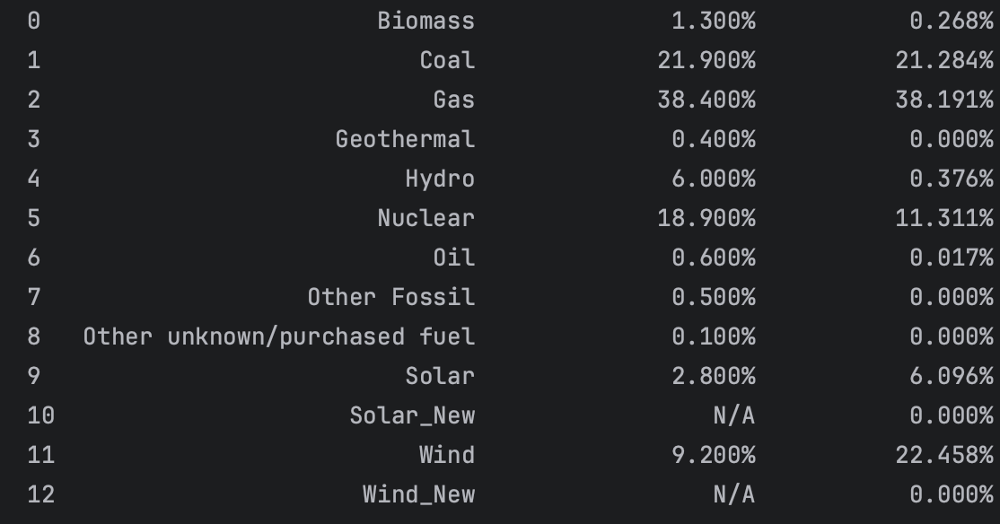 0 Biomass 1.300% 0.268%
1 Coal 21.900% 21.284%
2 Gas 38.400% 38.191%
3 Geothermal 0.400% 0.000%
4 Hydro 6.000% 0.376%
5 Nuclear 18.900% 11.311%
6 Oil 0.600% 0.017%
7 Other Fossil 0.500% 0.000%
8 Other unknown/purchased fuel 0.100% 0.000%
9 Solar 2.800% 6.096%
10 Solar_New N/A 0.000%
11 Wind 9.200% 22.458%
12 Wind_New N/A 0.000%